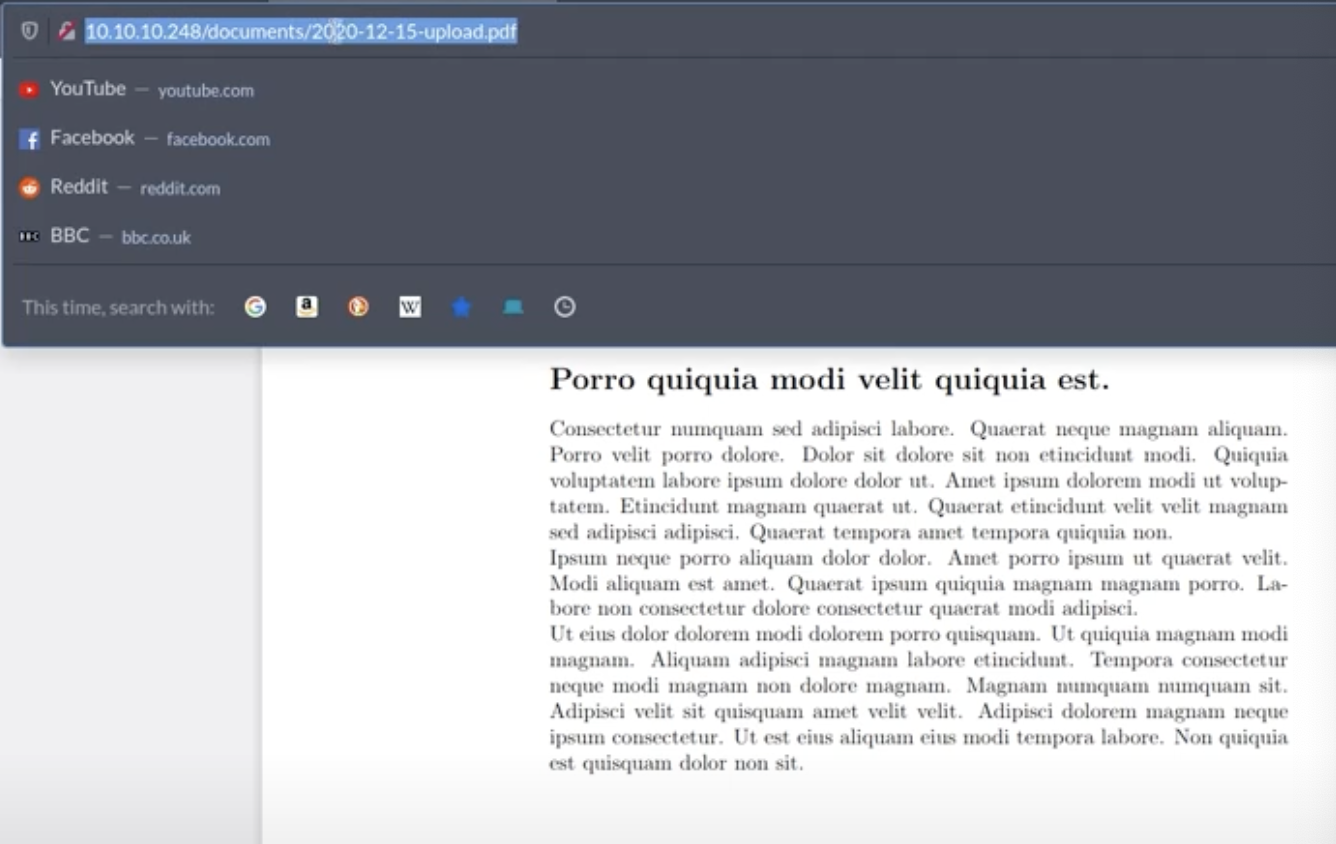 10.10.10.248/documents/2020-12-15-upload.pdf
YouTube — youtube.com
Facebook — facebook.com
Reddit — reddit.com
BBC — bbc.co.uk
This time, search with:
Porro quiquia modi velit quiquia est.
Consectetur numquam sed adipisci labore. Quaerat neque magnam aliquam.
Porro velit porro dolore. Dolor sit dolore sit non etincidunt modi. Quiquia
voluptatem labore ipsum dolore dolor ut. Amet ipsum dolorem modi ut volup-
tatem. Etincidunt magnam quaerat ut. Quaerat etincidunt velit velit magnam
sed adipisci adipisci. Quaerat tempora amet tempora quiquia non.
Ipsum neque porro aliquam dolor dolor. Amet porro ipsum ut quaerat velit.
Modi aliquam est amet. Quaerat ipsum quiquia magnam magnam porro. La-
bore non consectetur dolore consectetur quaerat modi adipisci.
Ut eius dolor dolorem modi dolorem porro quisquam. Ut quiquia magnam modi
magnam. Aliquam adipisci magnam labore etincidunt. Tempora consectetur
neque modi magnam non dolore magnam. Magnam numquam numquam sit.
Adipisci velit sit quisquam amet velit velit. Adipisci dolorem magnam neque
ipsum consectetur. Ut est eius aliquam eius modi tempora labore. Non quiquia
est quisquam dolor non sit.